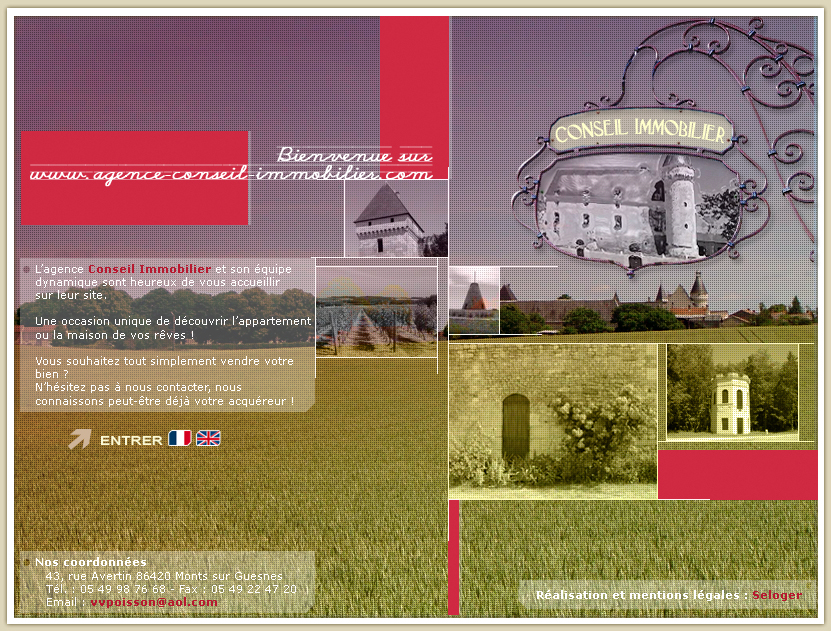 Bienvenue sur
www.agence-conseil-immobilier.com
CONSEIL IMMOBILIER
L'agence Conseil Immobilier et son équipe
dynamique sont heureux de vous accueillir
sur leur site.
Une occasion unique de découvrir l'appartement
ou la maison de vos rêves !
Vous souhaitez tout simplement vendre votre
bien ?
N'hésitez pas à nous contacter, nous
connaissons peut-être déjà votre acquéreur !
ENTRER
Nos coordonnées
43, rue Avertin 86420 Monts sur Guesnes
Tél. : 05 49 98 76 68 - Fax : 05 49 22 47 20
Email : vvpoisson@aol.com
Réalisation et mentions légales : Seloger